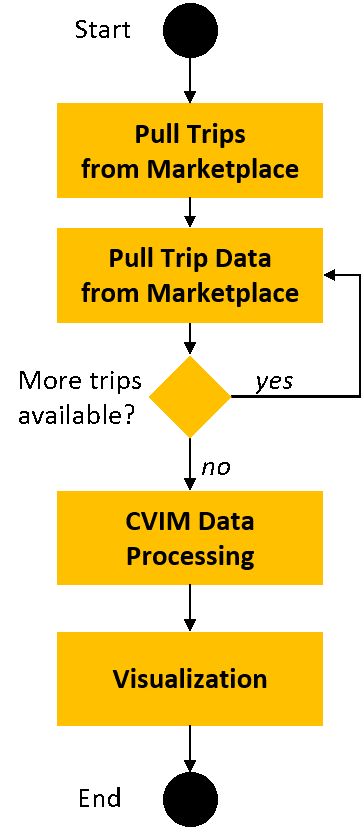 Start
Pull Trips
from Marketplace
Pull Trip Data
from Marketplace
More trips
available?
yes
no
CVIM Data
Processing
Visualization
End